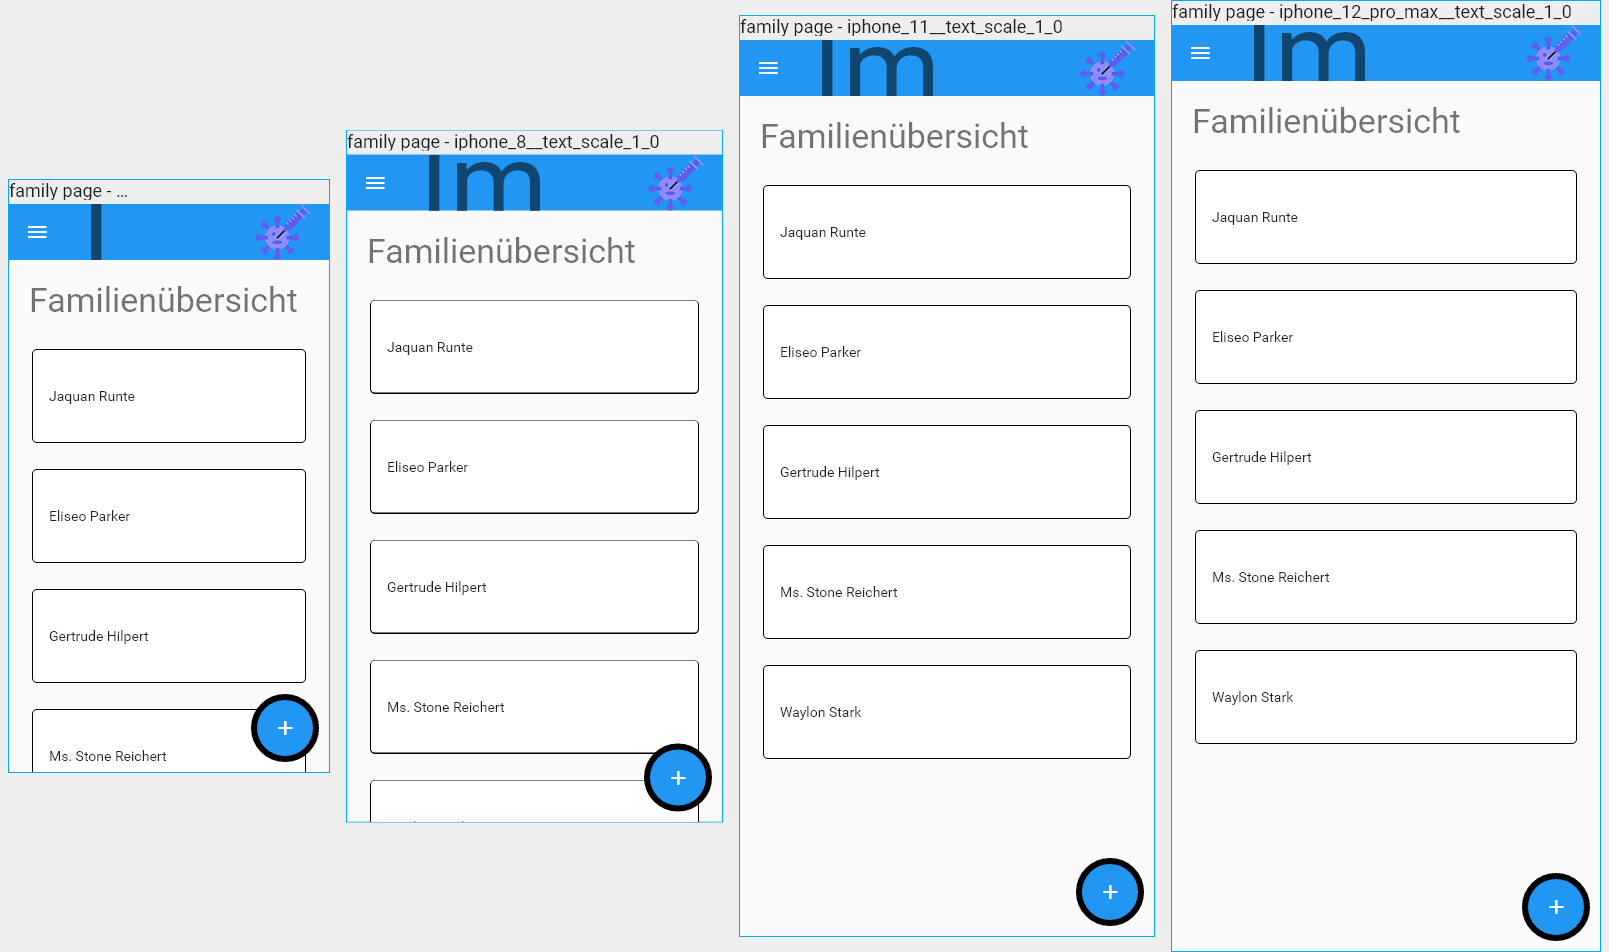 family page - ...
Familienübersicht
Jaquan Runte
Eliseo Parker
Gertrude Hilpert
Ms. Stone Reichert
family page - iphone_8__text_scale_1_0
Im
Familienübersicht
Jaquan Runte
Eliseo Parker
Gertrude Hilpert
Ms. Stone Reichert
family page - iphone_11__text_scale_1_0
Im
Familienübersicht
Jaquan Runte
Eliseo Parker
Gertrude Hilpert
Ms. Stone Reichert
Waylon Stark
family page - iphone_12_pro_max__text_scale_1_0
Im
Familienübersicht
Jaquan Runte
Eliseo Parker
Gertrude Hilpert
Ms. Stone Reichert
Waylon Stark